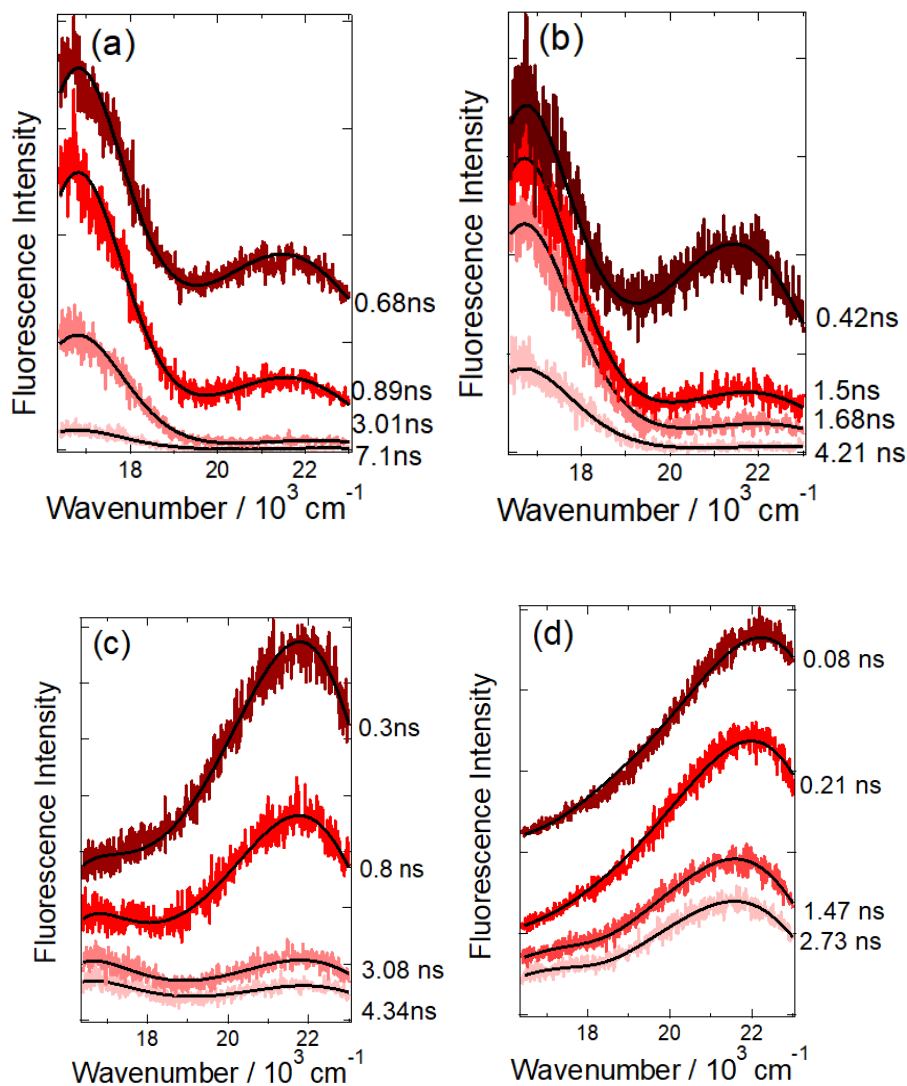 (a)
Fluorescence Intensity
0.68ns
0.89ns
3.01ns
7.1ns
18 20 22
Wavenumber / 10³ cm⁻¹
(b)
Fluorescence Intensity
0.42ns
1.5ns
1.68ns
4.21 ns
18 20 22
Wavenumber / 10³ cm⁻¹
(c)
Fluorescence Intensity
0.3ns
0.8 ns
3.08 ns
4.34ns
18 20 22
Wavenumber / 10³ cm⁻¹
(d)
Fluorescence Intensity
0.08 ns
0.21 ns
1.47 ns
2.73 ns
18 20 22
Wavenumber / 10³ cm⁻¹